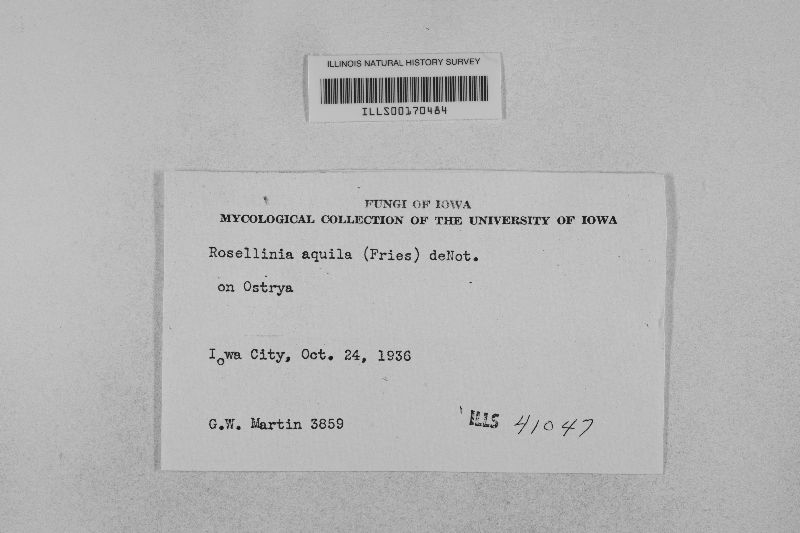 ILLINOIS NATURAL HISTORY SURVEY
ILLS00170484
FUNGI OF IOWA
MYCOLOGICAL COLLECTION OF THE UNIVERSITY OF IOWA
Rosellinia aquila (Fries) deNot.
on Ostrya
Iowa City, Oct. 24, 1936
G.W. Martin 3859
ILLS 41047